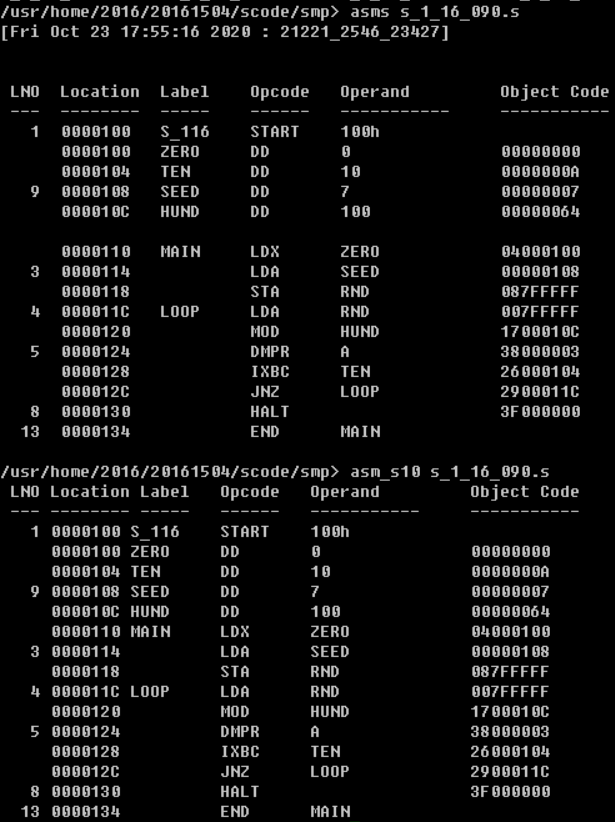 /usr/home/2016/20161504/scode/smp> asms s_1_16_090.s
[Fri Oct 23 17:55:16 2020 : 21221_2546_23427]
LNO Location Label Opcode Operand Object Code
--- -------- ----- ------ ----------- -----------
1 0000100 S_116 START 100h
0000100 ZERO DD 0 00000000
0000104 TEN DD 10 0000000A
9 0000108 SEED DD 7 00000007
000010C HUND DD 100 00000064
0000110 MAIN LDX ZERO 04000100
3 0000114 LDA SEED 00000108
0000118 STA RND 087FFFFF
4 000011C LOOP LDA RND 007FFFFF
0000120 MOD HUND 1700010C
5 0000124 DMPR A 38000003
0000128 IXBC TEN 26000104
000012C JNZ LOOP 2900011C
8 0000130 HALT 3F000000
13 0000134 END MAIN
/usr/home/2016/20161504/scode/smp> asm_s10 s_1_16_090.s
LNO Location Label Opcode Operand Object Code
--- -------- ----- ------ ----------- -----------
1 0000100 S_116 START 100h
0000100 ZERO DD 0 00000000
0000104 TEN DD 10 0000000A
9 0000108 SEED DD 7 00000007
000010C HUND DD 100 00000064
0000110 MAIN LDX ZERO 04000100
3 0000114 LDA SEED 00000108
0000118 STA RND 087FFFFF
4 000011C LOOP LDA RND 007FFFFF
0000120 MOD HUND 1700010C
5 0000124 DMPR A 38000003
0000128 IXBC TEN 26000104
000012C JNZ LOOP 2900011C
8 0000130 HALT 3F000000
13 0000134 END MAIN